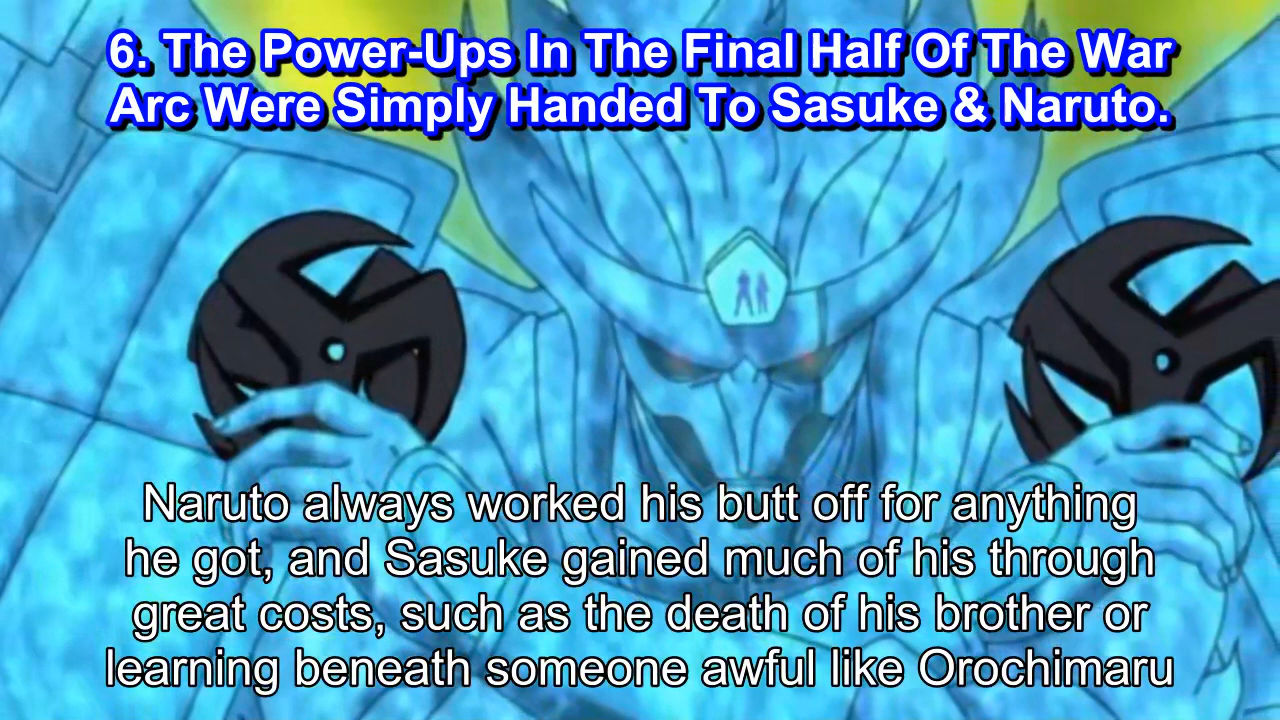 6. The Power-Ups In The Final Half Of The War
Arc Were Simply Handed To Sasuke & Naruto.
Naruto always worked his butt off for anything
he got, and Sasuke gained much of his through
great costs, such as the death of his brother or
learning beneath someone awful like Orochimaru